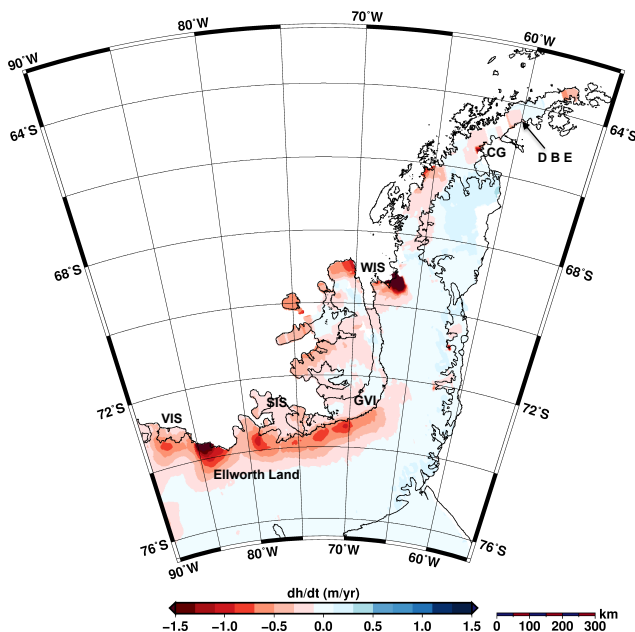 80°W
70°W
60°W
90°W
64°S
64°S
CG
D B E
68°S
WIS
68°S
72°S
VIS
SIS
GVI
72°S
Ellworth Land
76°S
76°S
90°W
80°W
70°W
60°W
dh/dt (m/yr)
km
−1.5 −1.0 −0.5 0.0 0.5 1.0 1.5
0 100 200 300